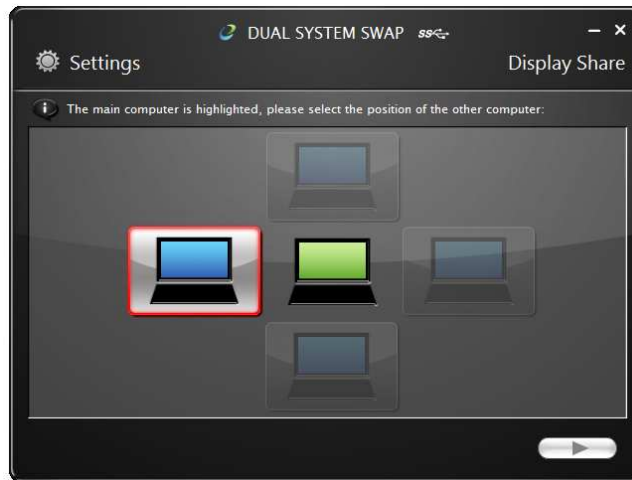 DUAL SYSTEM SWAP SS
Settings
Display Share
The main computer is highlighted, please select the position of the other computer: